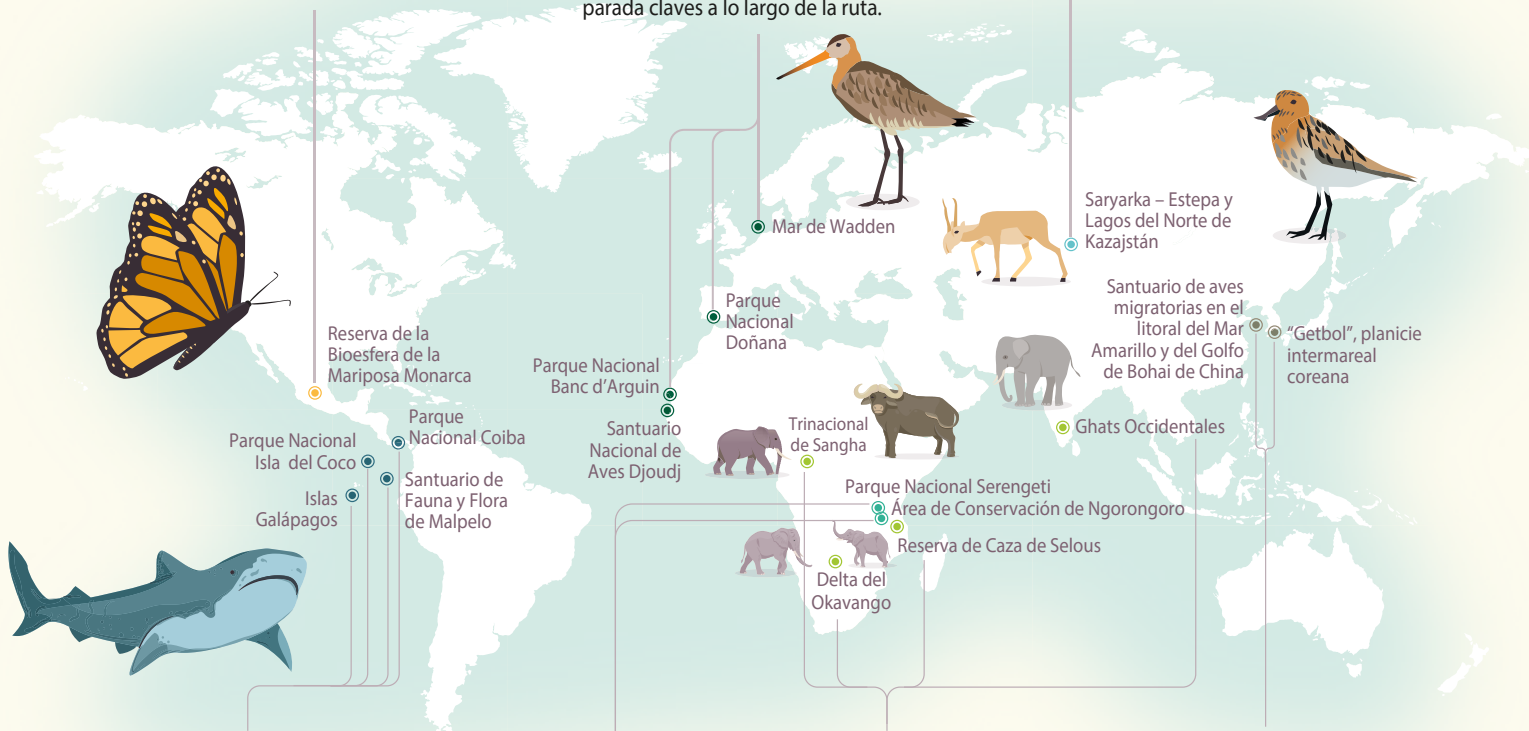 parada claves a lo largo de la ruta.
Mar de Wadden
Saryarka – Estepa y
Lagos del Norte de
Kazajstán
Santuario de aves
migratorias en el
litoral del Mar
Amarillo y del Golfo
de Bohai de China
“Getbol”, planicie
intermareal
coreana
Parque
Nacional
Doñana
Reserva de la
Bioesfera de la
Mariposa Monarca
Parque Nacional
Banc d’Arguin
Santuario
Nacional de
Aves Djoudj
Parque
Nacional Coiba
Parque Nacional
Isla del Coco
Santuario de
Fauna y Flora
de Malpelo
Islas
Galápagos
Trinacional
de Sangha
Ghats Occidentales
Parque Nacional Serengeti
Área de Conservación de Ngorongoro
Reserva de Caza de Selous
Delta del
Okavango